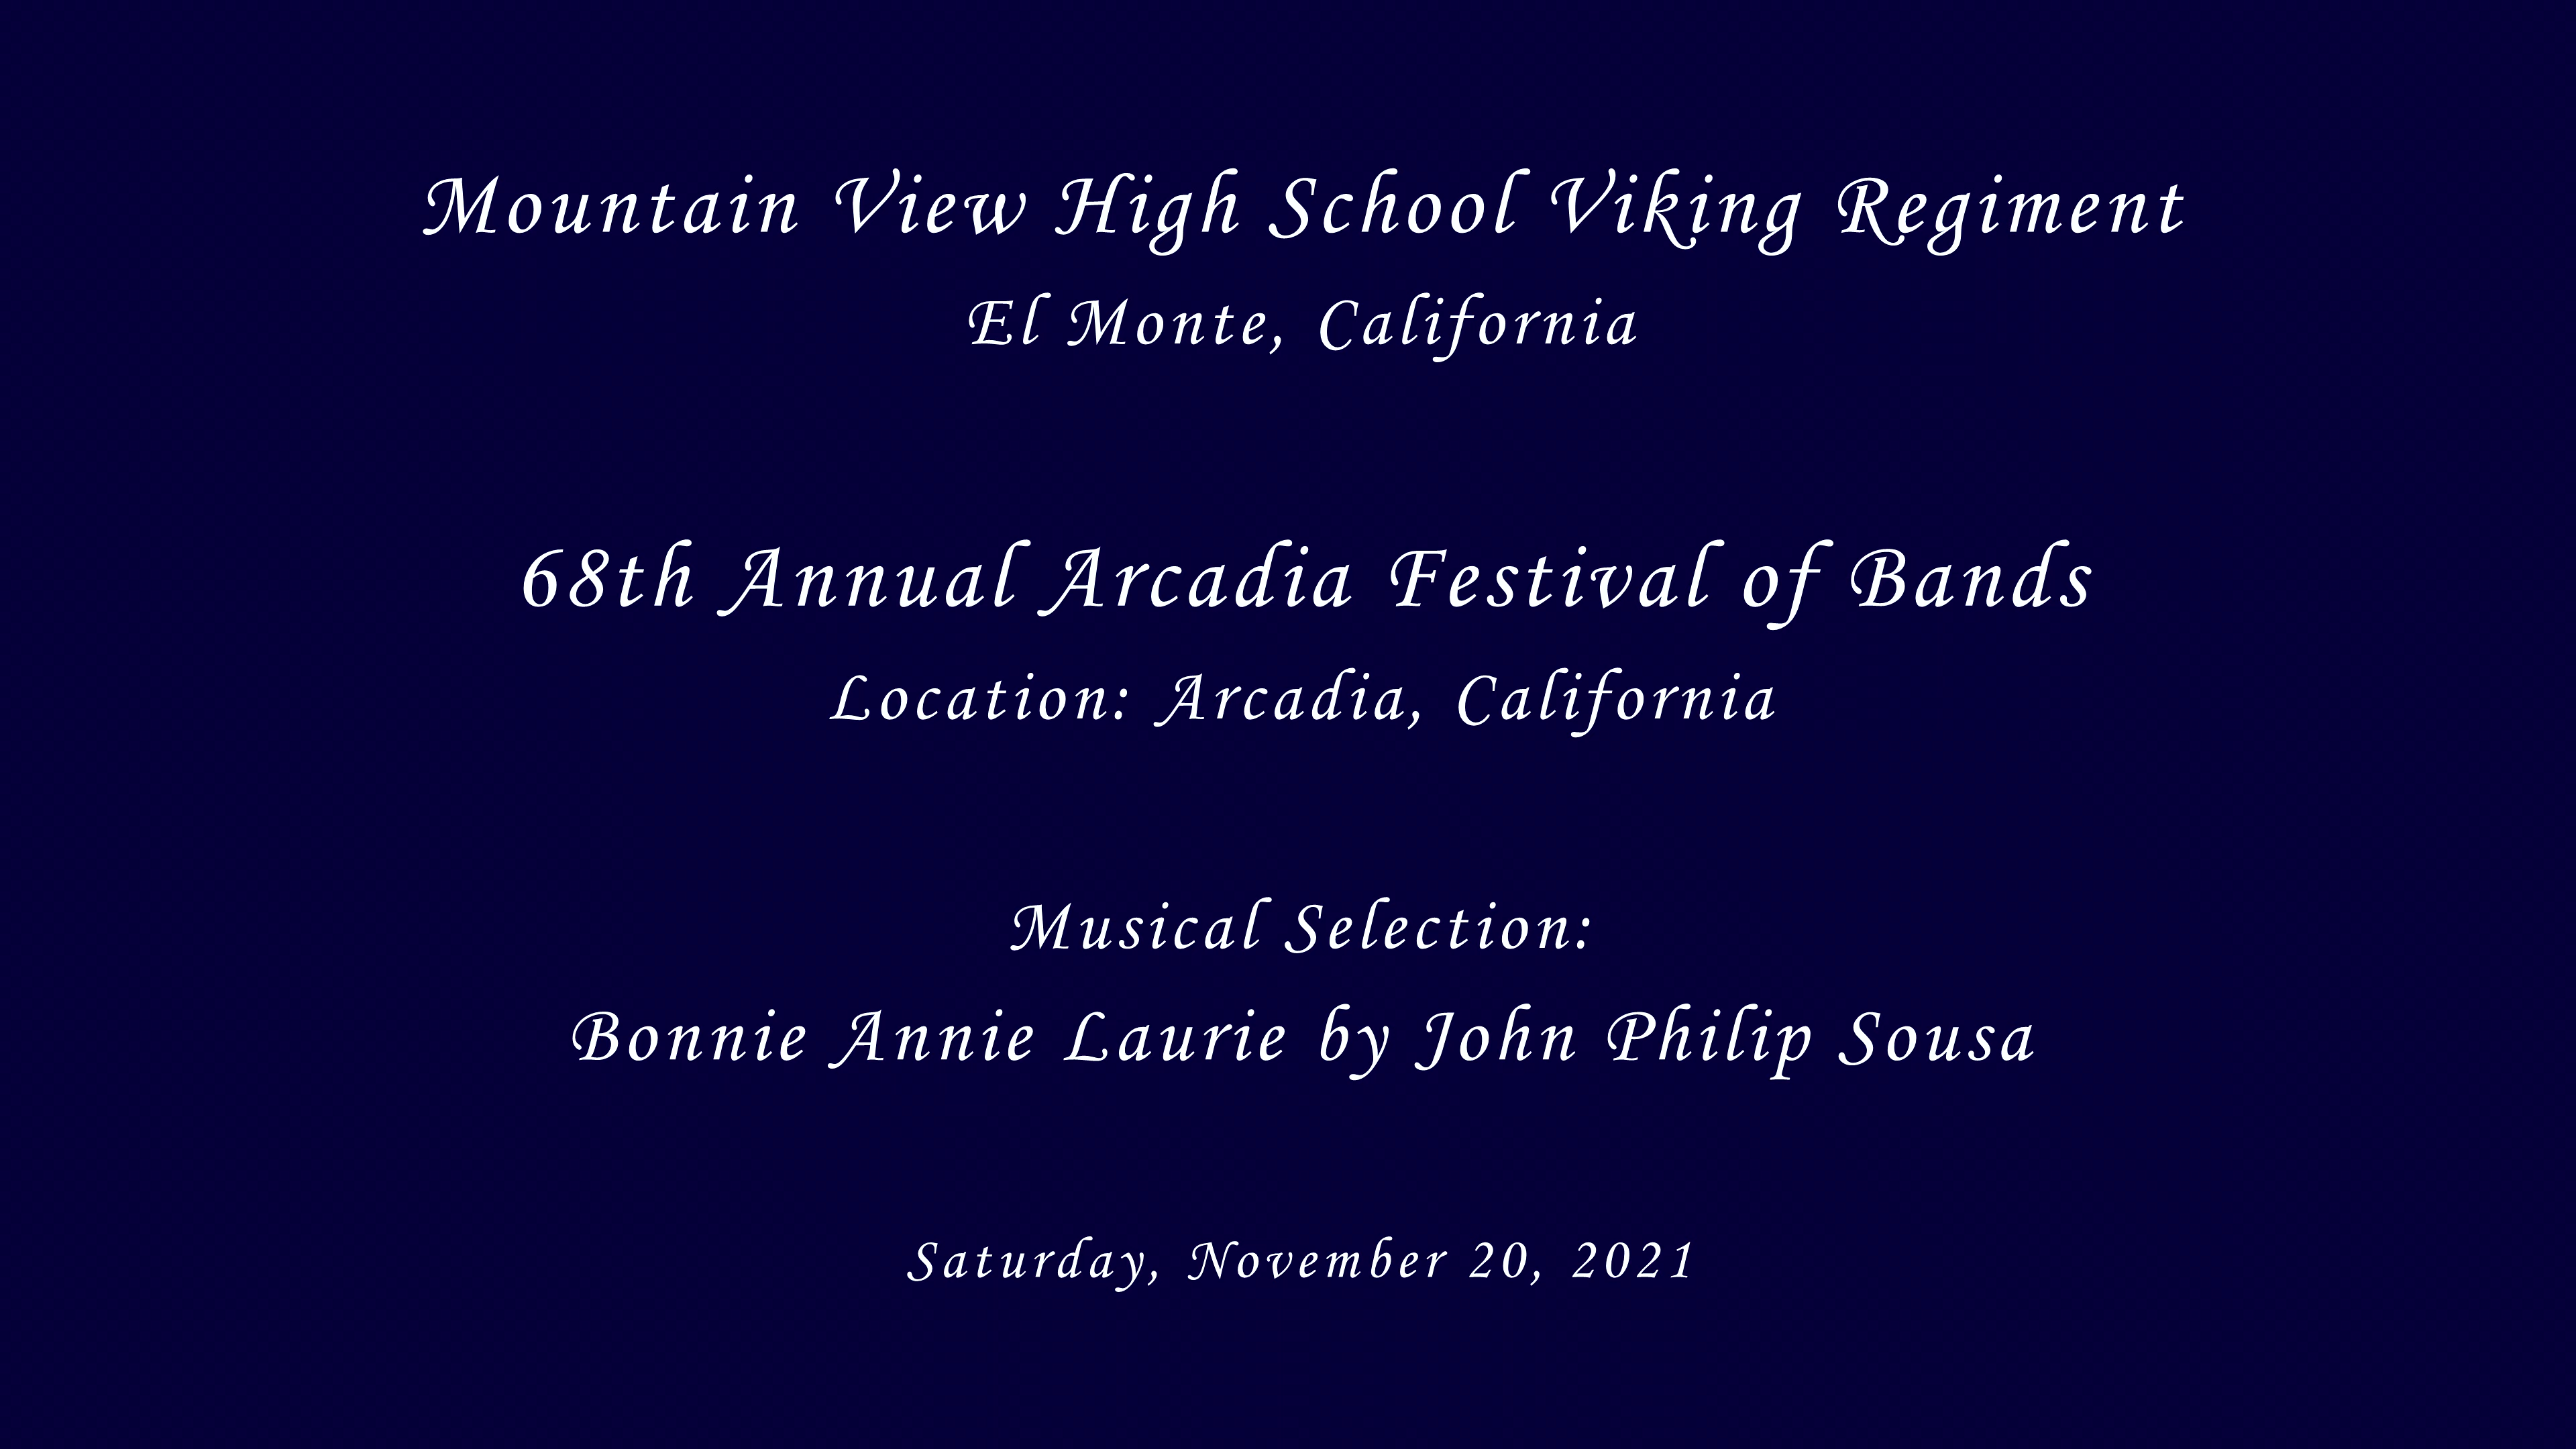 Mountain View High School Viking Regiment
El Monte, California
68th Annual Arcadia Festival of Bands
Location: Arcadia, California
Musical Selection:
Bonnie Annie Laurie by John Philip Sousa
Saturday, November 20, 2021